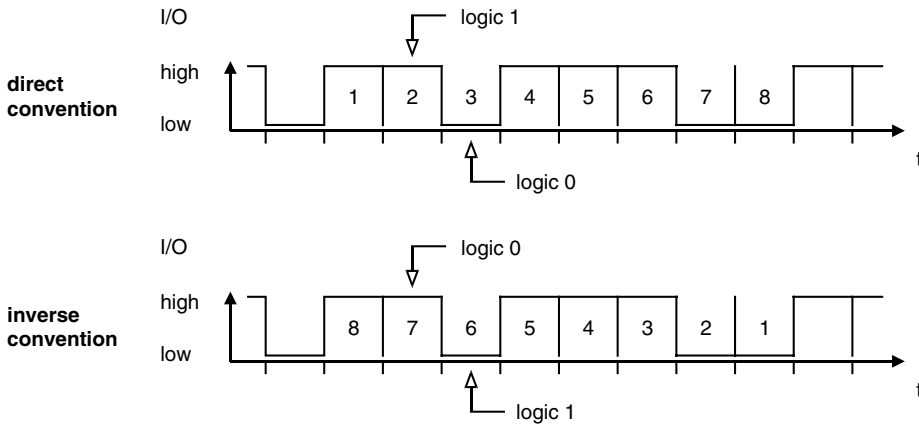 I/O
logic 1
direct
convention
high
1 2 3 4 5 6 7 8
low
t
logic 0
I/O
logic 0
inverse
convention
high
8 7 6 5 4 3 2 1
low
t
logic 1